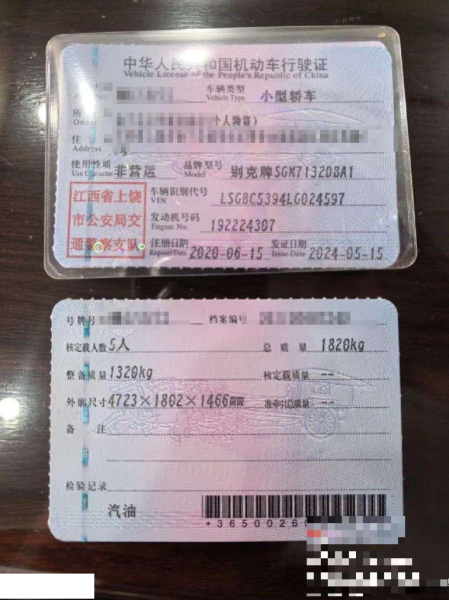 中华人民共和国机动车行驶证
Vehicle License of the People's Republic of China
车辆类型 小型轿车
Vehicle Type
所
Owner 个人
住
Address 号
使用性质 非营运 品牌型号 别克牌SGM7132DBA1
Use Character Model
江西省上饶
市公安局交
通警察支队
车辆识别代号 LSGBC5394LG024597
VIN
发动机号码 192224307
Engine No.
注册日期 2020-06-15 发证日期 2024-05-15
Register Date Issue Date
号牌号 档案编号
核定载人数 5人 总质量 1820kg
整备质量 1320kg 核定载质量 --
外廓尺寸 4723×1802×1466mm 准牵引总质量 --
备注
检验记录
汽油